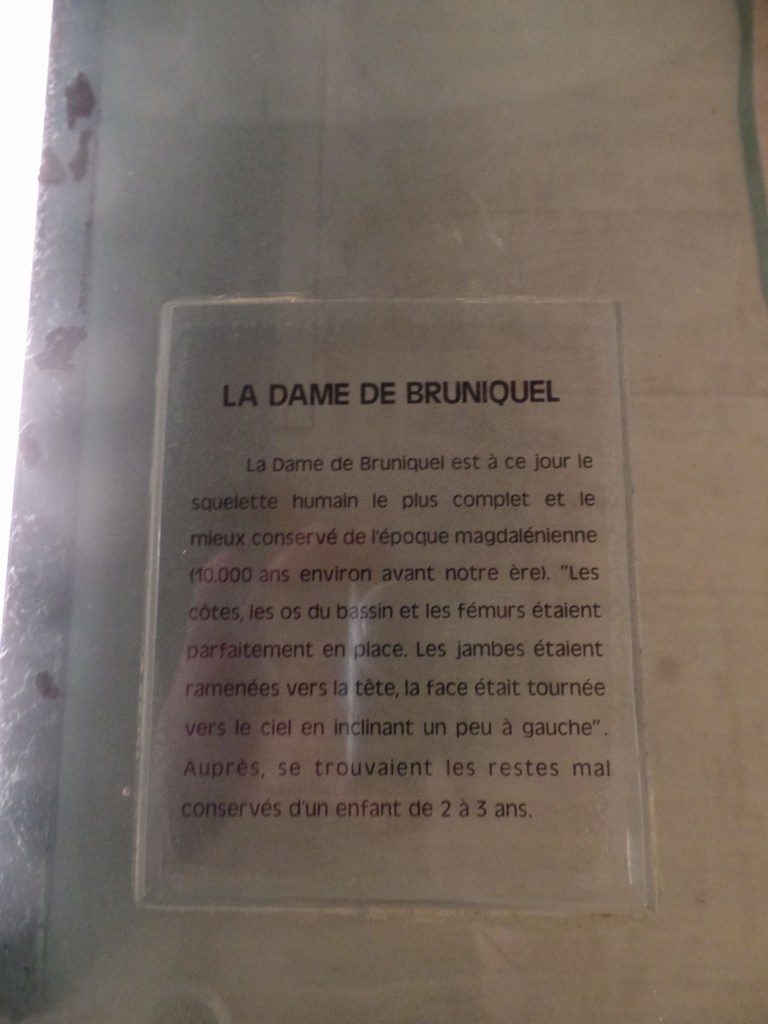 LA DAME DE BRUNIQUEL
La Dame de Bruniquel est à ce jour le
squelette humain le plus complet et le
mieux conservé de l'époque magdalénienne
(10.000 ans environ avant notre ère). "Les
côtes, les os du bassin et les fémurs étaient
parfaitement en place. Les jambes étaient
ramenées vers la tête, la face était tournée
vers le ciel en inclinant un peu à gauche".
Auprès, se trouvaient les restes mal
conservés d'un enfant de 2 à 3 ans.